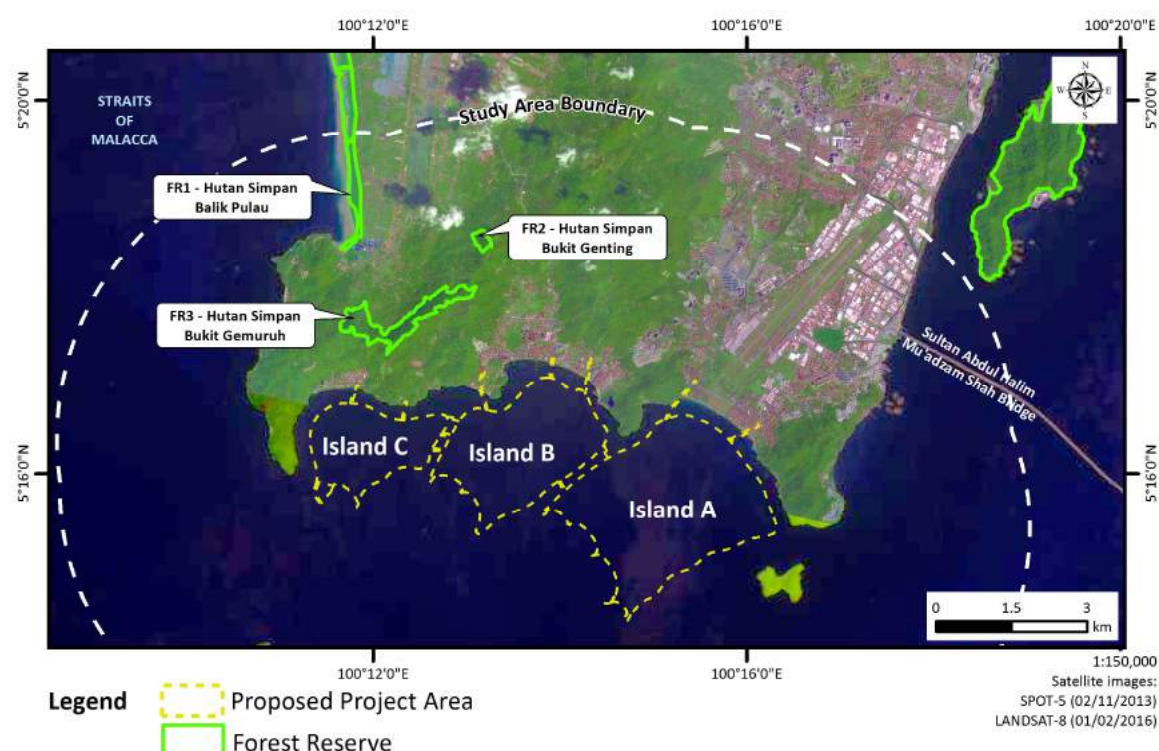 100°12'0"E
100°16'0"E
100°20'0"E
5°20'0"N
STRAITS
OF
MALACCA
Study Area Boundary
N
W
E
S
5°20'0"N
FR1 - Hutan Simpan
Balik Pulau
FR2 - Hutan Simpan
Bukit Genting
FR3 - Hutan Simpan
Bukit Gemuruh
Sultan Abdul Halim
Mu'adzam Shah Bridge
5°16'0"N
Island C
Island B
Island A
5°16'0"N
0 1.5 3
km
100°12'0"E
100°16'0"E
1:150,000
Satellite images:
SPOT-5 (02/11/2013)
LANDSAT-8 (01/02/2016)
Legend
Proposed Project Area
Forest Reserve